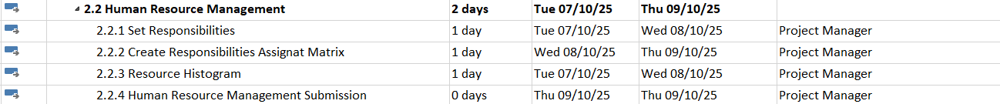 2.2 Human Resource Management 2 days Tue 07/10/25 Thu 09/10/25
2.2.1 Set Responsibilities 1 day Tue 07/10/25 Wed 08/10/25 Project Manager
2.2.2 Create Responsibilities Assignat Matrix 1 day Wed 08/10/25 Thu 09/10/25 Project Manager
2.2.3 Resource Histogram 1 day Tue 07/10/25 Wed 08/10/25 Project Manager
2.2.4 Human Resource Management Submission 0 days Thu 09/10/25 Thu 09/10/25 Project Manager